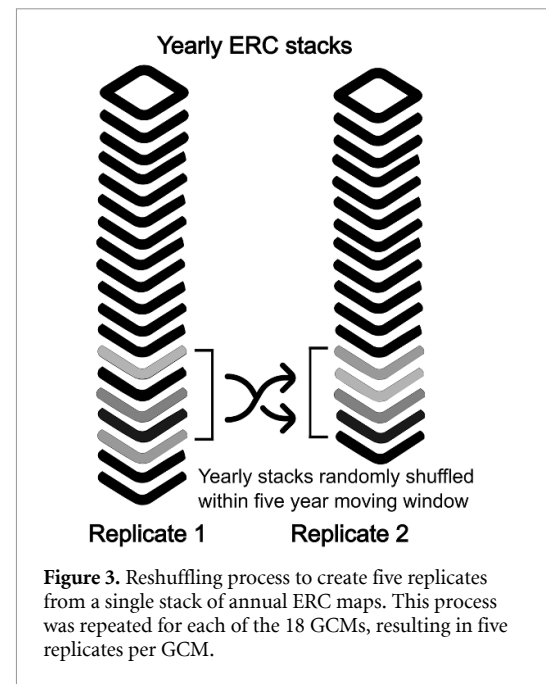 Yearly ERC stacks
Yearly stacks randomly shuffled
within five year moving window
Replicate 1
Replicate 2
Figure 3. Reshuffling process to create five replicates
from a single stack of annual ERC maps. This process
was repeated for each of the 18 GCMs, resulting in five
replicates per GCM.